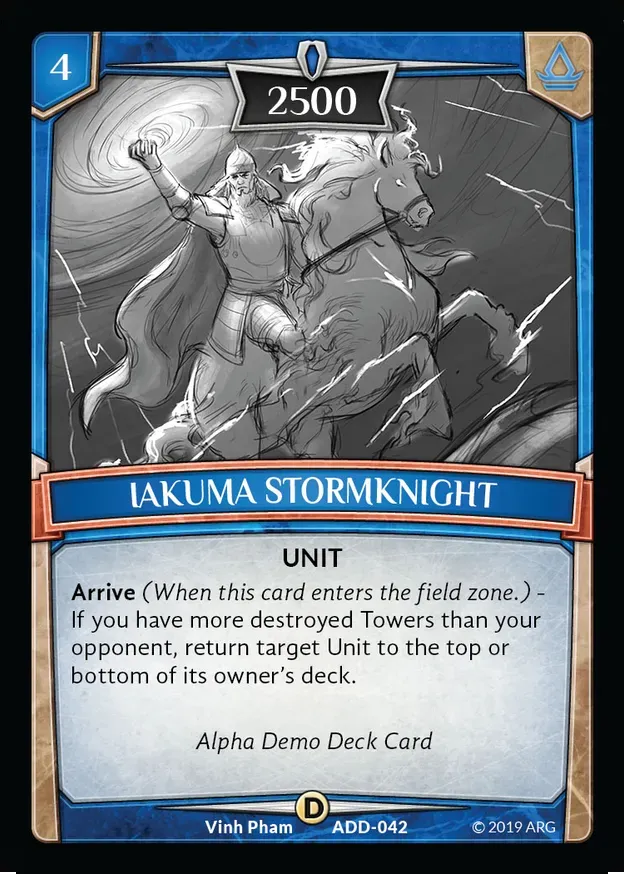 4
2500
IAKUMA STORMKNIGHT
UNIT
Arrive (When this card enters the field zone.) -
If you have more destroyed Towers than your
opponent, return target Unit to the top or
bottom of its owner's deck.
Alpha Demo Deck Card
D
Vinh Pham ADD-042 © 2019 ARG